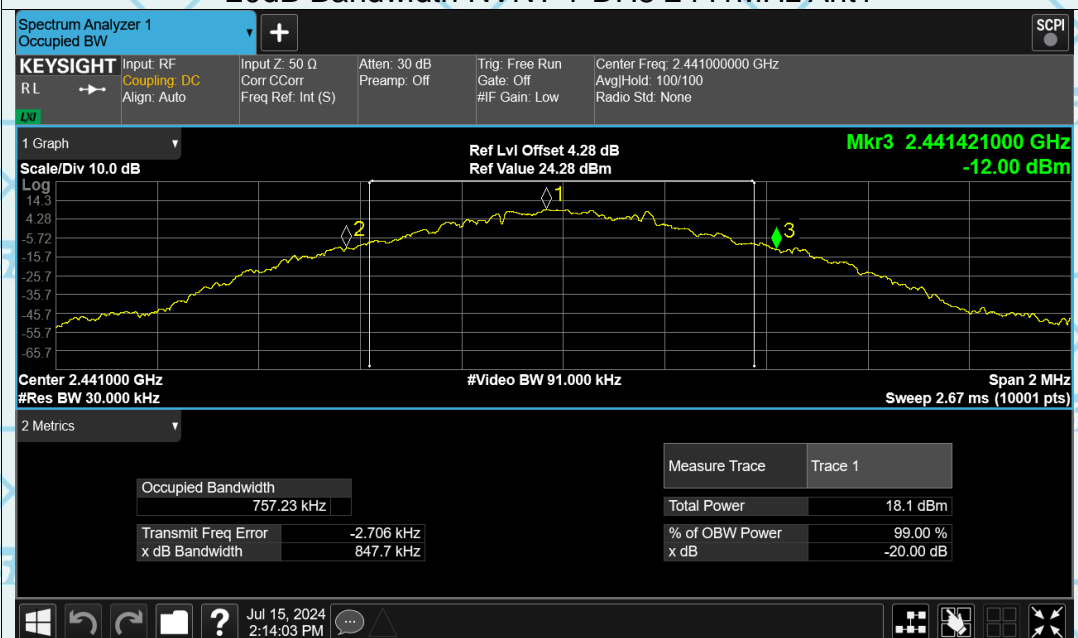 Spectrum Analyzer 1
Occupied BW
+
SCPI
KEYSIGHT
RL
LXI
Input: RF
Coupling: DC
Align: Auto
Input Z: 50 Ω
Corr CCorr
Freq Ref: Int (S)
Atten: 30 dB
Preamp: Off
Trig: Free Run
Gate: Off
#IF Gain: Low
Center Freq: 2.441000000 GHz
Avg|Hold: 100/100
Radio Std: None
1 Graph
Scale/Div 10.0 dB
Ref Lvl Offset 4.28 dB
Ref Value 24.28 dBm
Mkr3 2.441421000 GHz
-12.00 dBm
Log
14.3
4.28
-5.72
-15.7
-25.7
-35.7
-45.7
-55.7
-65.7
1
2
3
Center 2.441000 GHz
#Video BW 91.000 kHz
Span 2 MHz
#Res BW 30.000 kHz
Sweep 2.67 ms (10001 pts)
2 Metrics
Measure Trace Trace 1
Occupied Bandwidth
757.23 kHz
Total Power 18.1 dBm
Transmit Freq Error -2.706 kHz
% of OBW Power 99.00 %
x dB Bandwidth 847.7 kHz
x dB -20.00 dB
?
Jul 15, 2024
2:14:03 PM